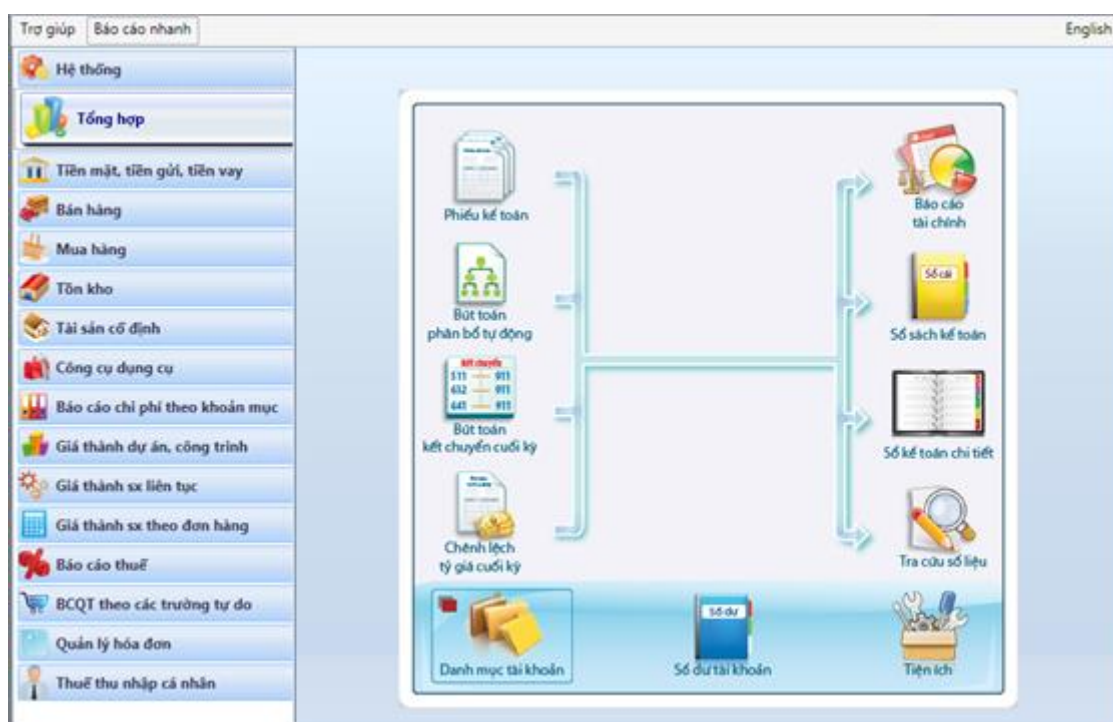 Trợ giúp Báo cáo nhanh English
Hệ thống
Tổng hợp
Tiền mặt, tiền gửi, tiền vay
Bán hàng
Mua hàng
Tồn kho
Tài sản cố định
Công cụ dụng cụ
Báo cáo chi phí theo khoản mục
Giá thành dự án, công trình
Giá thành sx liên tục
Giá thành sx theo đơn hàng
Báo cáo thuế
BCQT theo các trường tự do
Quản lý hóa đơn
Thuế thu nhập cá nhân
Phiếu kế toán
Bút toán
phân bổ tự động
Kết chuyển
511 911
632 911
641 911
Bút toán
kết chuyển cuối kỳ
Chênh lệch
tỷ giá cuối kỳ
Báo cáo
tài chính
Sổ cái
Sổ sách kế toán
Sổ kế toán chi tiết
Tra cứu số liệu
Danh mục tài khoản
Số dư
Số dư tài khoản
Tiện ích